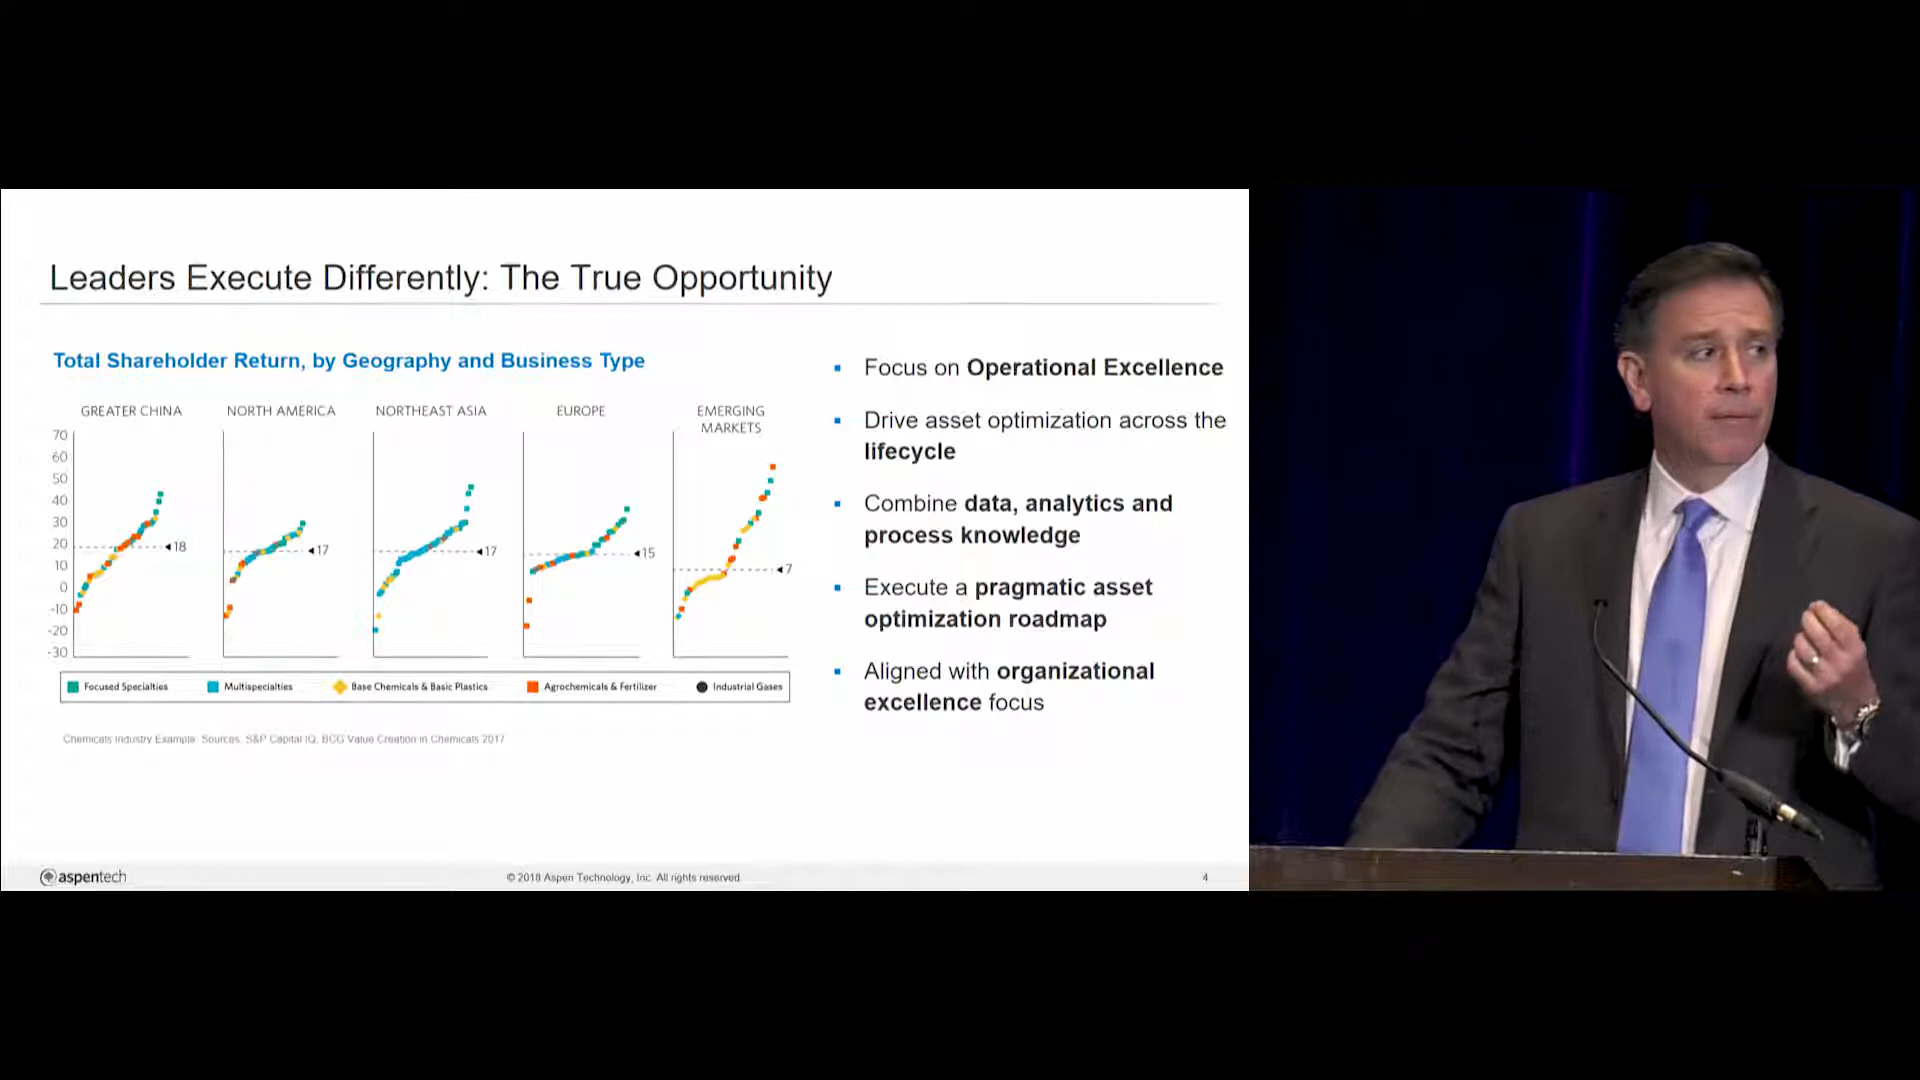 Leaders Execute Differently: The True Opportunity
Total Shareholder Return, by Geography and Business Type
GREATER CHINA
NORTH AMERICA
NORTHEAST ASIA
EUROPE
EMERGING
MARKETS
70
60
50
40
30
20
10
0
-10
-20
-30
18
17
17
15
7
Focused Specialties
Multispecialties
Base Chemicals & Basic Plastics
Agrochemicals & Fertilizer
Industrial Gases
Chemicals Industry Example. Sources: S&P Capital IQ, BCG Value Creation in Chemicals 2017
▪ Focus on Operational Excellence
▪ Drive asset optimization across the
lifecycle
▪ Combine data, analytics and
process knowledge
▪ Execute a pragmatic asset
optimization roadmap
▪ Aligned with organizational
excellence focus
aspentech
© 2018 Aspen Technology, Inc. All rights reserved.
4